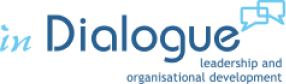 in Dialogue
leadership and
organisational development